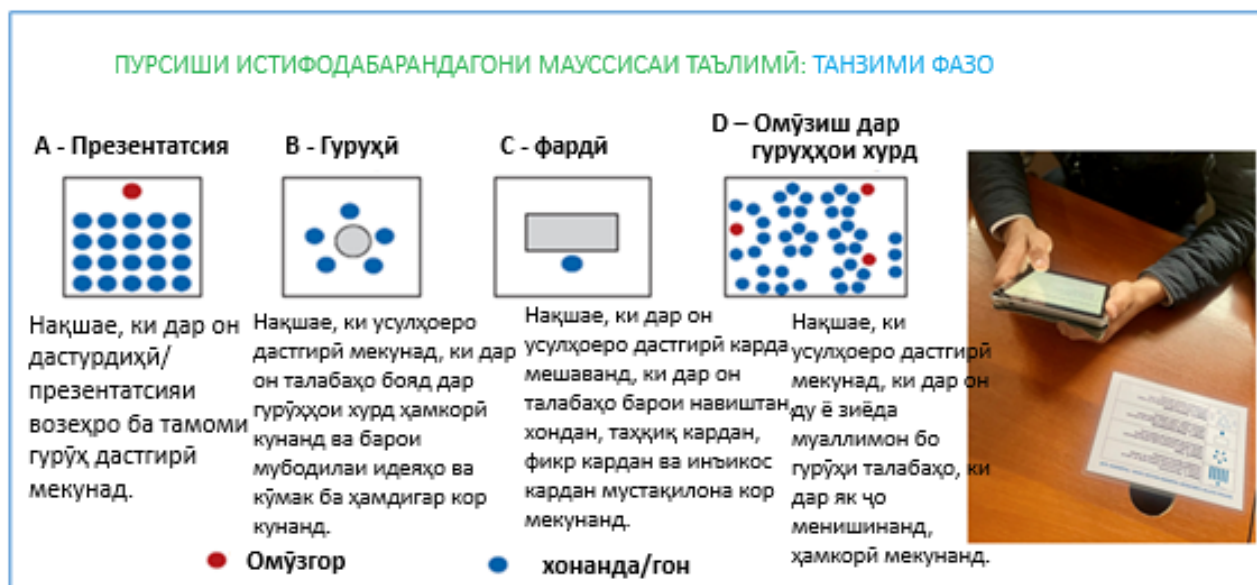 ПУРСИШИ ИСТИФОДАБАРАНДАГОНИ МАУССИСАИ ТАЪЛИМӢ: ТАНЗИМИ ФАЗО
A - Презентатсия
Нақшае, ки дар он
дастурдиҳӣ/
презентатсияи
возеҳро ба тамоми
гурӯҳ дастгирӣ
мекунад.
B - Гуруҳӣ
Нақшае, ки усулҳоеро
дастгирӣ мекунад, ки дар
он талабаҳо бояд дар
гурӯҳҳои хурд ҳамкорӣ
кунанд ва барои
мубодилаи идеяҳо ва
кӯмак ба ҳамдигар кор
кунанд.
C - фардӣ
Нақшае, ки дар он
усулҳоеро дастгирӣ карда
мешаванд, ки дар он
талабаҳо барои навиштан,
хондан, таҳқиқ кардан,
фикр кардан ва инъикос
кардан мустақилона кор
мекунанд.
D – Омӯзиш дар
гуруҳҳои хурд
Нақшае, ки
усулҳоеро дастгирӣ
мекунад, ки дар он
ду ё зиёда
муаллимон бо
гурӯҳи талабаҳо, ки
дар як ҷо
менишинанд,
ҳамкорӣ мекунанд.
Омӯзгор
хонанда/гон